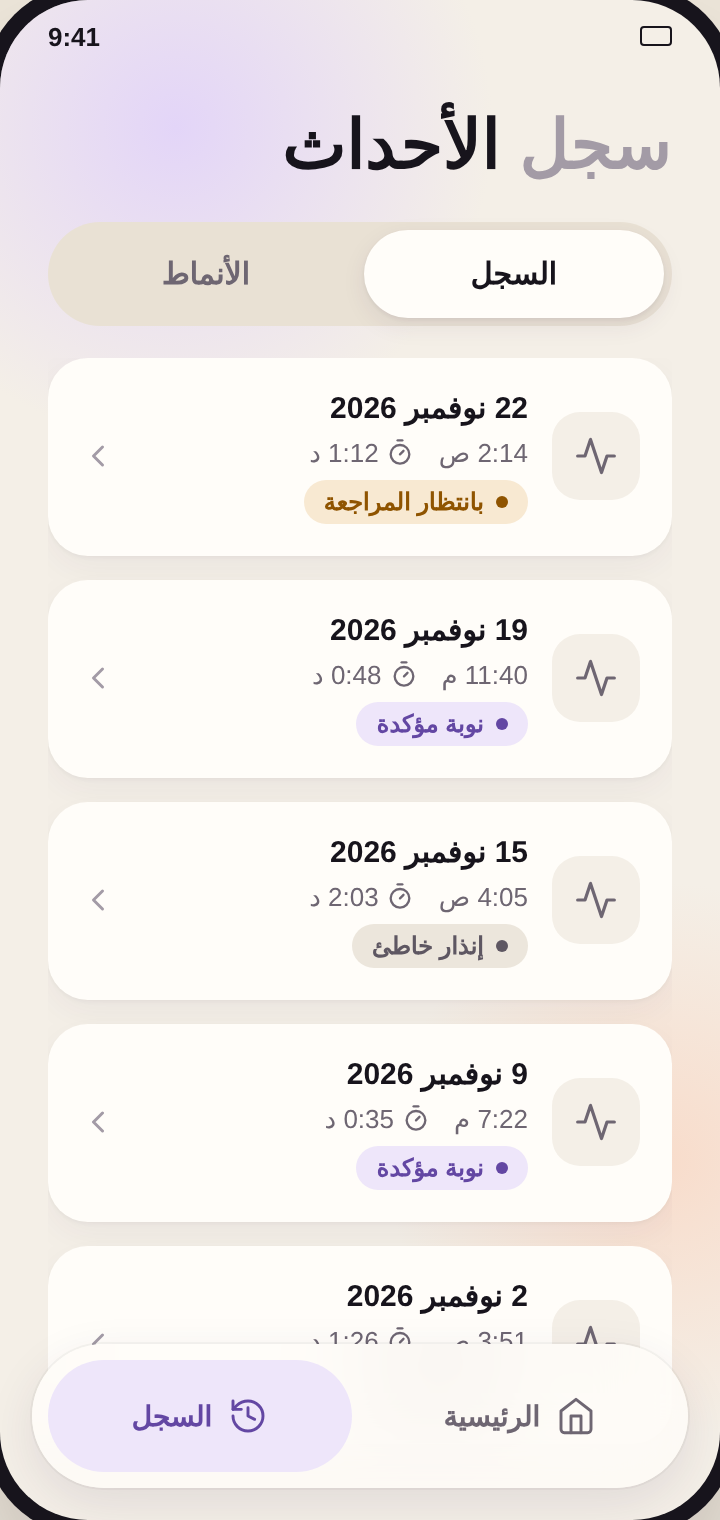 9:41
سجل الأحداث
السجل
الأنماط
22 نوفمبر 2026
2:14 ص 1:12 د
بانتظار المراجعة
19 نوفمبر 2026
11:40 م 0:48 د
نوبة مؤكدة
15 نوفمبر 2026
4:05 ص 2:03 د
إنذار خاطئ
9 نوفمبر 2026
7:22 م 0:35 د
نوبة مؤكدة
2 نوفمبر 2026
3:51 ص 1:26 د
الرئيسية
السجل